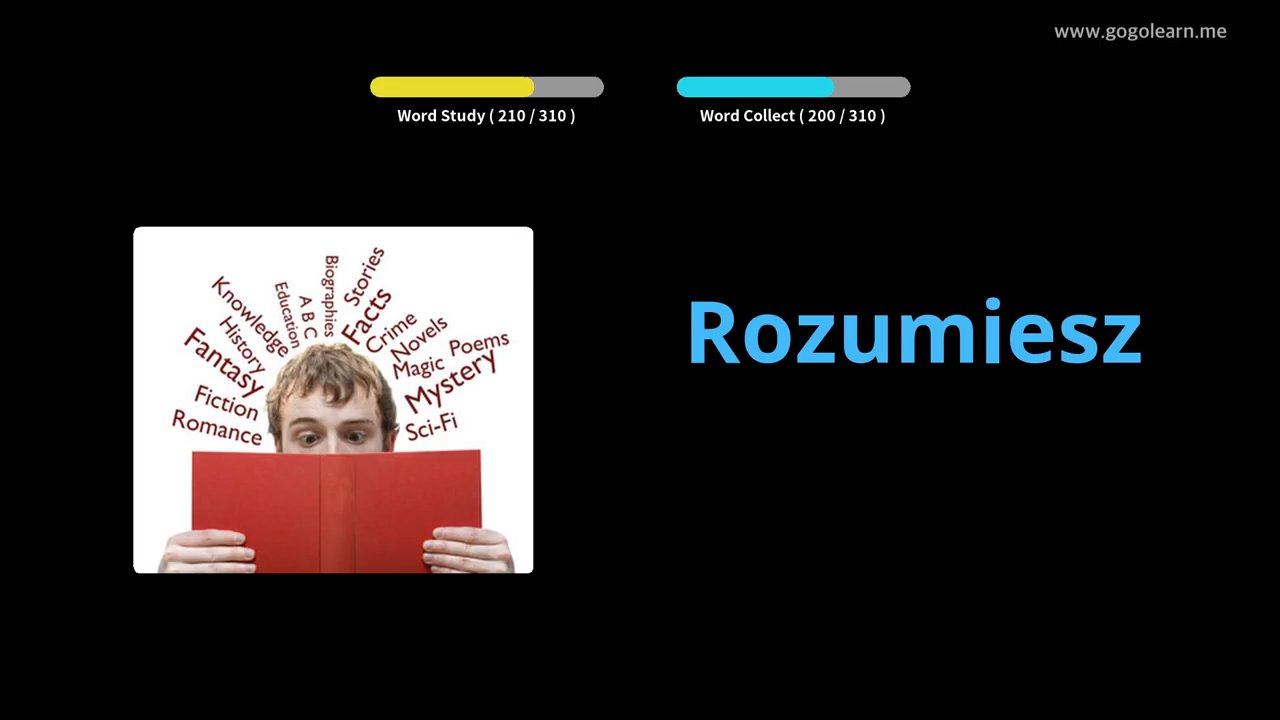 www.gogolearn.me
Word Study ( 210 / 310 )
Word Collect ( 200 / 310 )
Rozumiesz
Knowledge
Education
A B C
Biographies
Stories
Facts
Crime
Novels
Poems
History
Fantasy
Magic
Mystery
Fiction
Romance
Sci-Fi